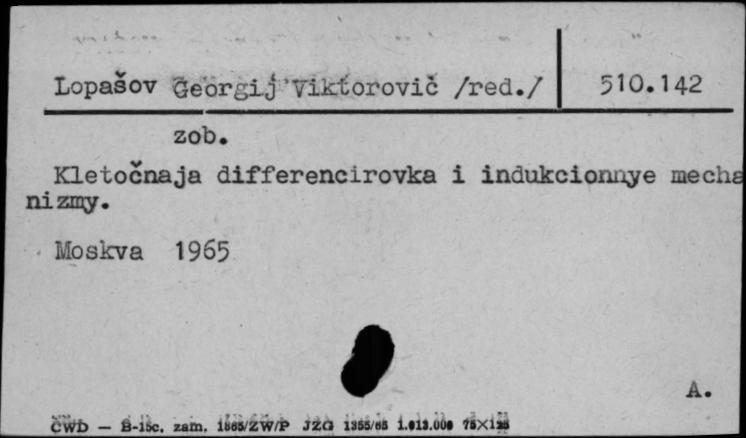 Lopašov Georgij Viktorovič /red./ 510.142
zob.
Kletočnaja differencirovka i indukcionnye mecha
nizmy.
Moskva 1965
A.
ČWD — B-15c. zam. 1865/ZW/P JZG 1355/65 1.013.000 75X125